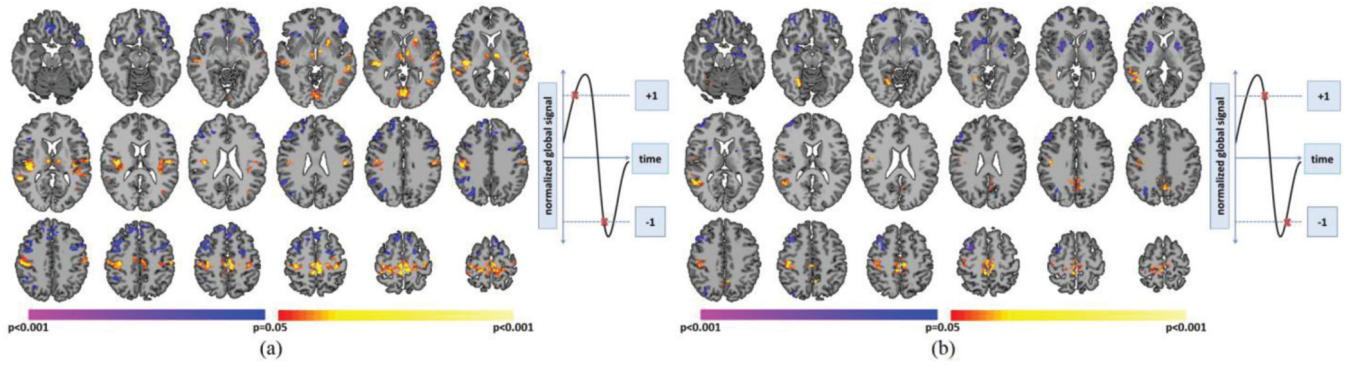 normalized global signal
+1
time
-1
p<0.001
p=0.05
<0.001
(a)
normalized global signal
+1
time
-1
p<0.001
p=0.05
<0.001
(b)